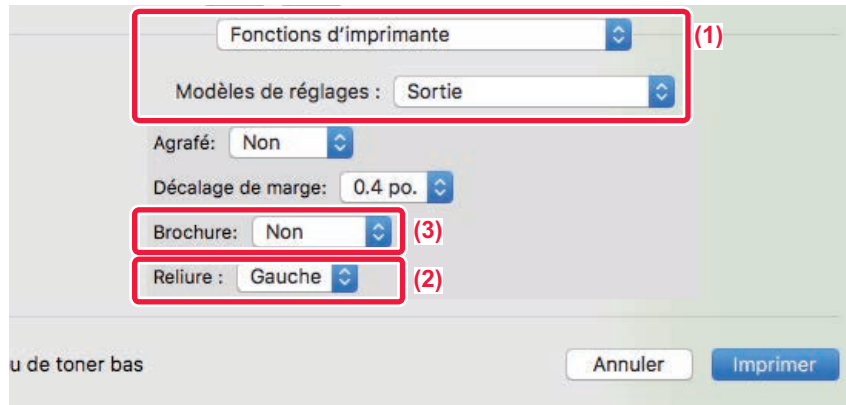 Fonctions d'imprimante (1)
Modèles de réglages : Sortie
Agrafé: Non
Décalage de marge: 0.4 po.
Brochure: Non (3)
Reliure : Gauche (2)
u de toner bas Annuler Imprimer